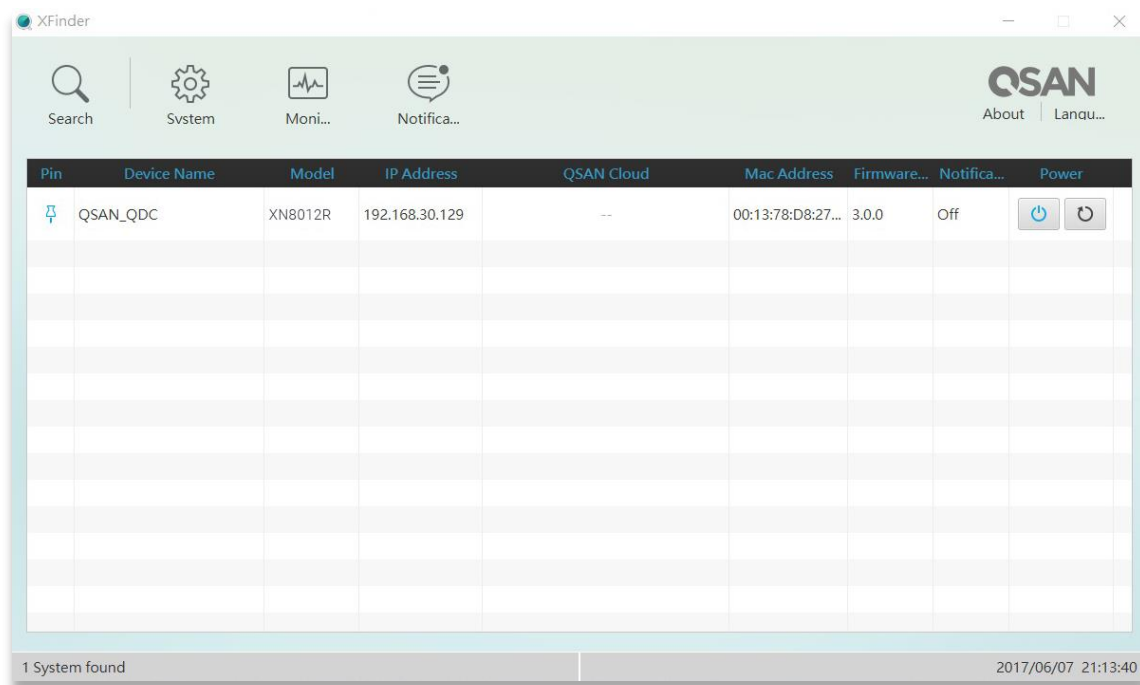 XFinder
QSAN
Search System Moni... Notifica... About Langu...
Pin Device Name Model IP Address QSAN Cloud Mac Address Firmware... Notifica... Power
QSAN_QDC XN8012R 192.168.30.129 -- 00:13:78:D8:27... 3.0.0 Off
1 System found 2017/06/07 21:13:40